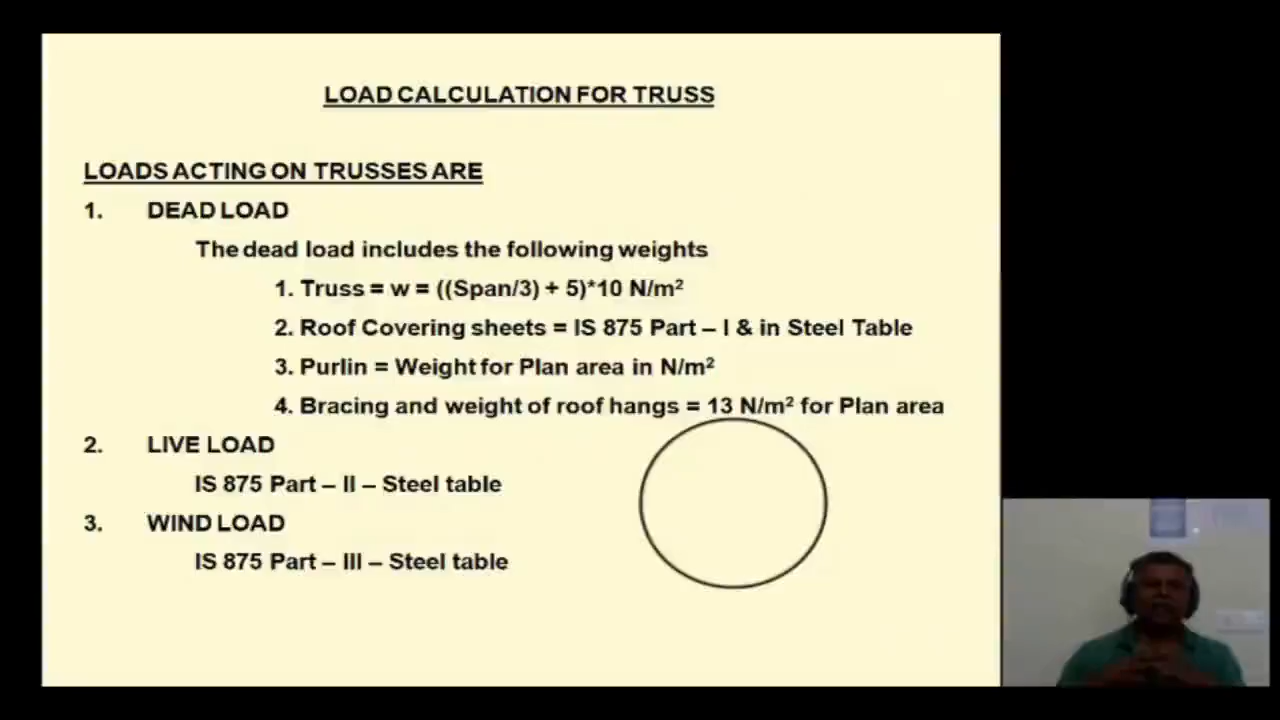 LOAD CALCULATION FOR TRUSS
LOADS ACTING ON TRUSSES ARE
1. DEAD LOAD
The dead load includes the following weights
1. Truss = w = ((Span/3) + 5)*10 N/m²
2. Roof Covering sheets = IS 875 Part – I & in Steel Table
3. Purlin = Weight for Plan area in N/m²
4. Bracing and weight of roof hangs = 13 N/m² for Plan area
2. LIVE LOAD
IS 875 Part – II – Steel table
3. WIND LOAD
IS 875 Part – III – Steel table